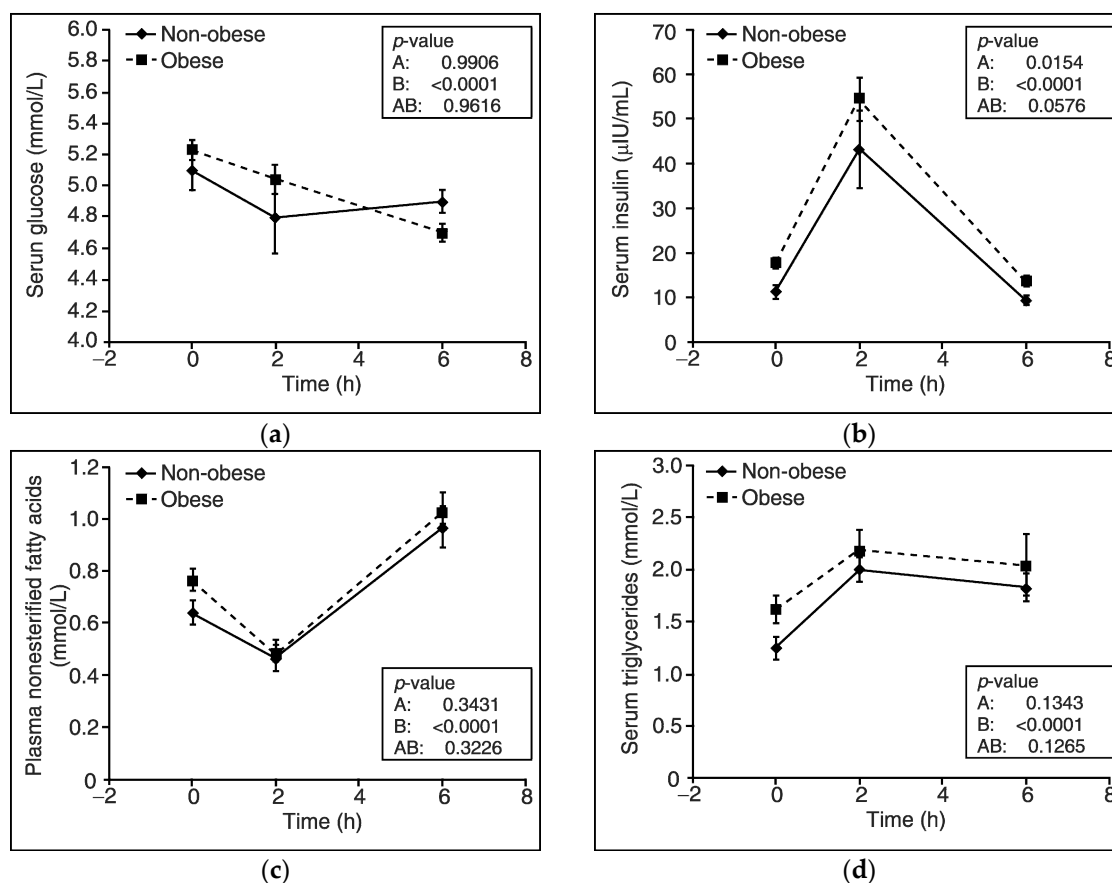 Non-obese
Obese
p-value
A: 0.9906
B: <0.0001
AB: 0.9616
Serun glucose (mmol/L)
6.0
5.8
5.6
5.4
5.2
5.0
4.8
4.6
4.4
4.2
4.0
−2
0
2
4
6
8
Time (h)
(a)
Non-obese
Obese
p-value
A: 0.0154
B: <0.0001
AB: 0.0576
Serum insulin (μIU/mL)
70
60
50
40
30
20
10
0
−2
0
2
4
6
8
Time (h)
(b)
Non-obese
Obese
Plasma nonesterified fatty acids
(mmol/L)
1.2
1.0
0.8
0.6
0.4
0.2
0
p-value
A: 0.3431
B: <0.0001
AB: 0.3226
−2
0
2
4
6
8
Time (h)
(c)
Non-obese
Obese
Serum triglycerides (mmol/L)
3.0
2.5
2.0
1.5
1.0
0.5
0
p-value
A: 0.1343
B: <0.0001
AB: 0.1265
−2
0
2
4
6
8
Time (h)
(d)